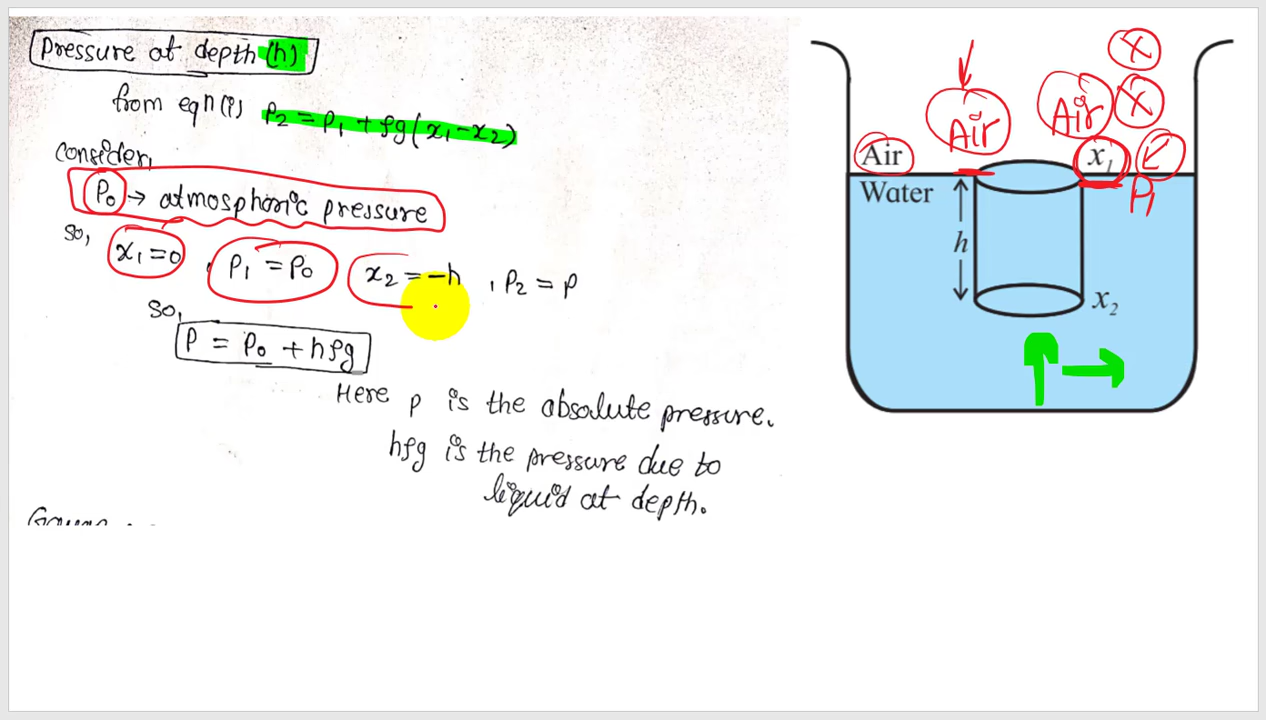 Pressure at depth (h)
from eqn (i) P₂ = P₁ + ρg(x₁-x₂)
Consider,
P₀ → atmospheric pressure
so, x₁=0 , P₁ = P₀ x₂ = -h , P₂ = P
So,
P = P₀ + hρg
Here P is the absolute pressure.
hρg is the pressure due to
liquid at depth.
Air
Air
Air
x₁
P₁
Water
h
x₂